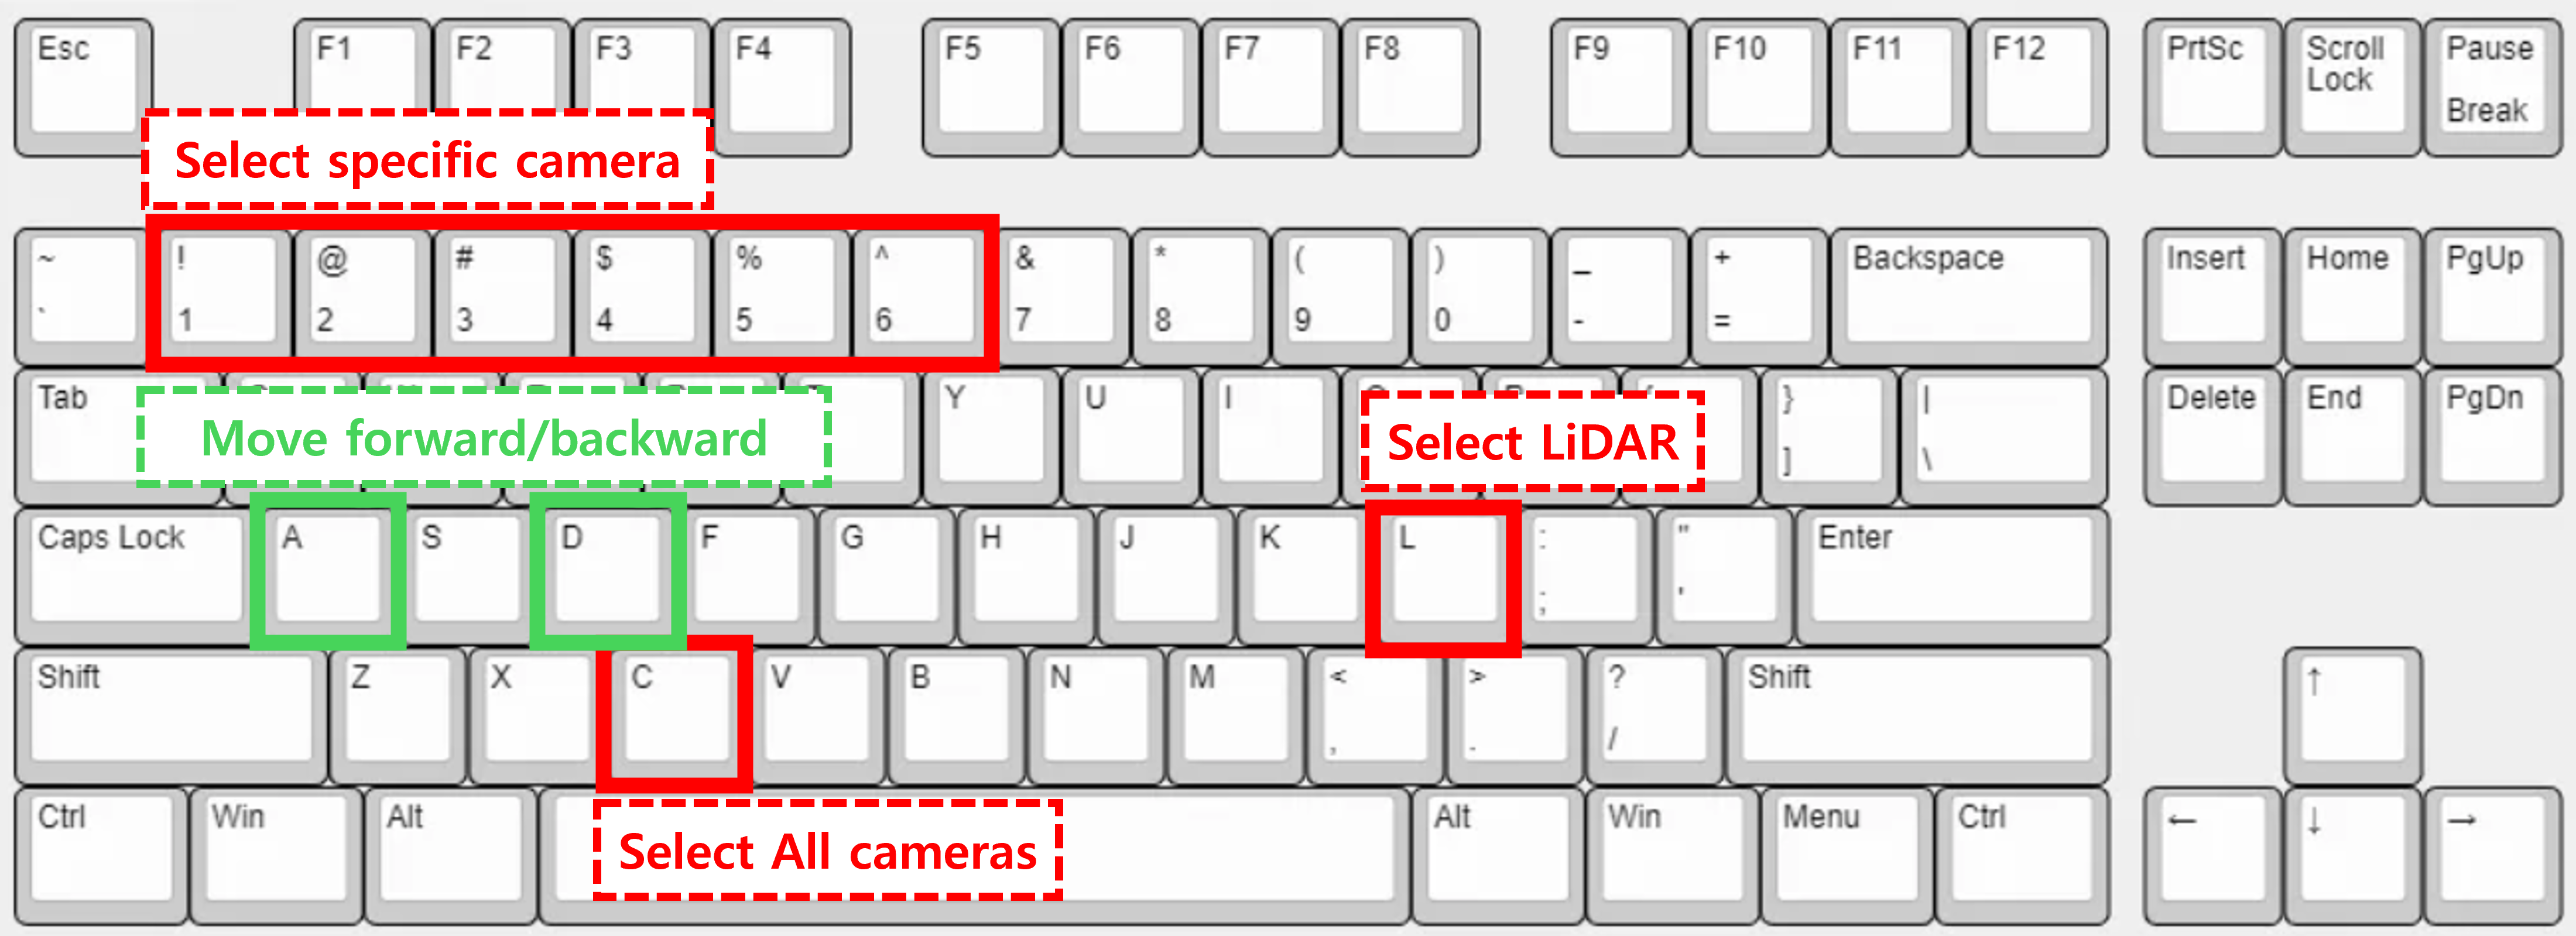 Esc F1 F2 F3 F4 F5 F6 F7 F8 F9 F10 F11 F12 PrtSc Scroll Lock Pause Break
Select specific camera
~ ` ! 1 @ 2 # 3 $ 4 % 5 ^ 6 & 7 * 8 ( 9 ) 0 _ - + = Backspace Insert Home PgUp
Tab Y U I } ] | \ Delete End PgDn
Move forward/backward
Select LiDAR
Caps Lock A S D F G H J K L : ; " ' Enter
Shift Z X C V B N M < , > . ? / Shift ↑
Ctrl Win Alt Alt Win Menu Ctrl ← ↓ →
Select All cameras